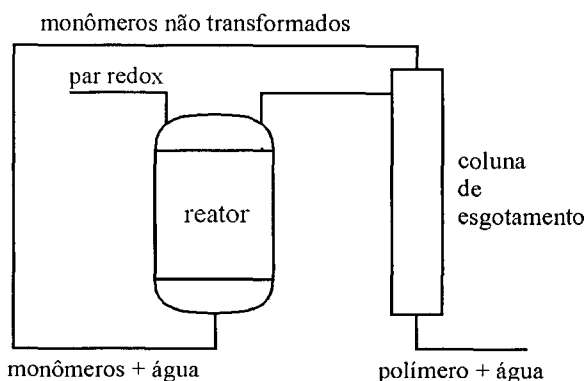 monômeros não transformados
par redox
reator
coluna
de
esgotamento
monômeros + água
polímero + água